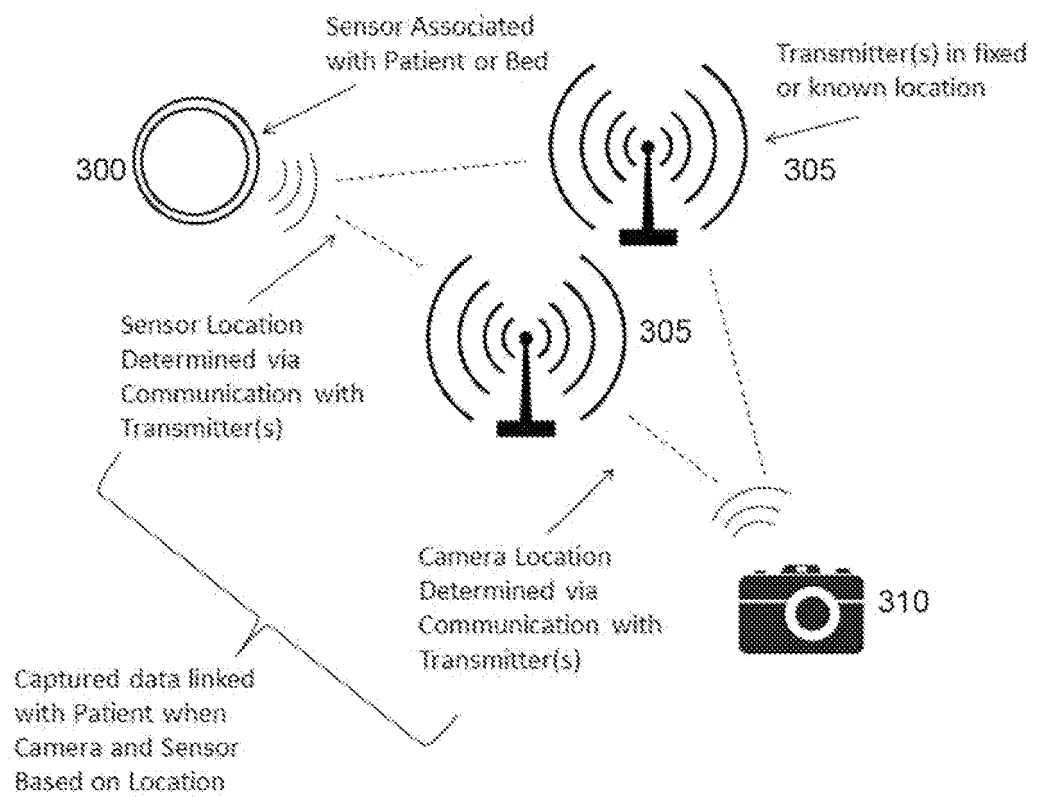 Sensor Associated
with Patient or Bed
Transmitter(s) in fixed
or known location
300
305
Sensor Location
Determined via
Communication with
Transmitter(s)
305
Camera Location
Determined via
Communication with
Transmitter(s)
310
Captured data linked
with Patient when
Camera and Sensor
Based on Location